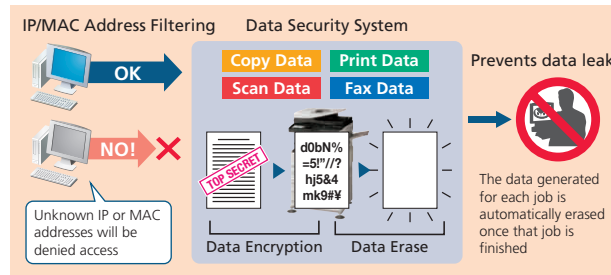 IP/MAC Address Filtering
Data Security System
OK
NO!
Unknown IP or MAC
addresses will be
denied access
Copy Data
Print Data
Scan Data
Fax Data
TOP SECRET
d0bN%
=5!"//?
hj5&4
mk9#¥
Data Encryption
Data Erase
Prevents data leak
The data generated
for each job is
automatically erased
once that job is
finished